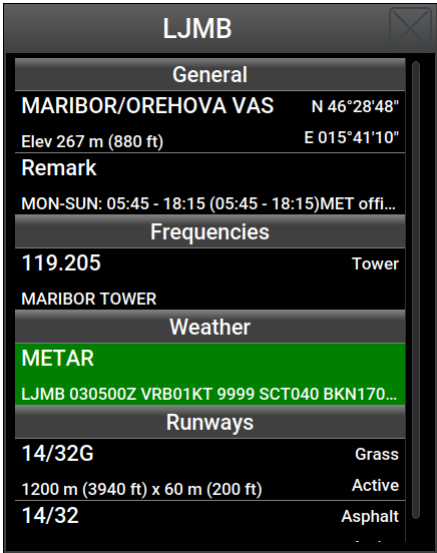 LJMB
General
MARIBOR/OREHOVA VAS N 46°28'48"
Elev 267 m (880 ft) E 015°41'10"
Remark
MON-SUN: 05:45 - 18:15 (05:45 - 18:15)MET offi...
Frequencies
119.205 Tower
MARIBOR TOWER
Weather
METAR
LJMB 030500Z VRB01KT 9999 SCT040 BKN170...
Runways
14/32G Grass
1200 m (3940 ft) x 60 m (200 ft) Active
14/32 Asphalt